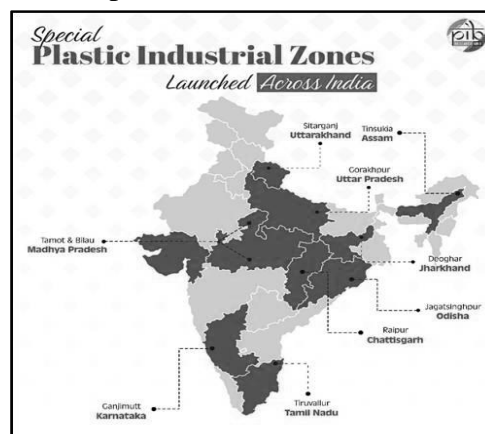 Special
Plastic Industrial Zones
Launched Across India
pib
Sitarganj
Uttarakhand
Tinsukia
Assam
Gorakhpur
Uttar Pradesh
Tamot & Bilau
Madhya Pradesh
Deoghar
Jharkhand
Jagatsinghpur
Odisha
Raipur
Chattisgarh
Ganjimutt
Karnataka
Tiruvallur
Tamil Nadu